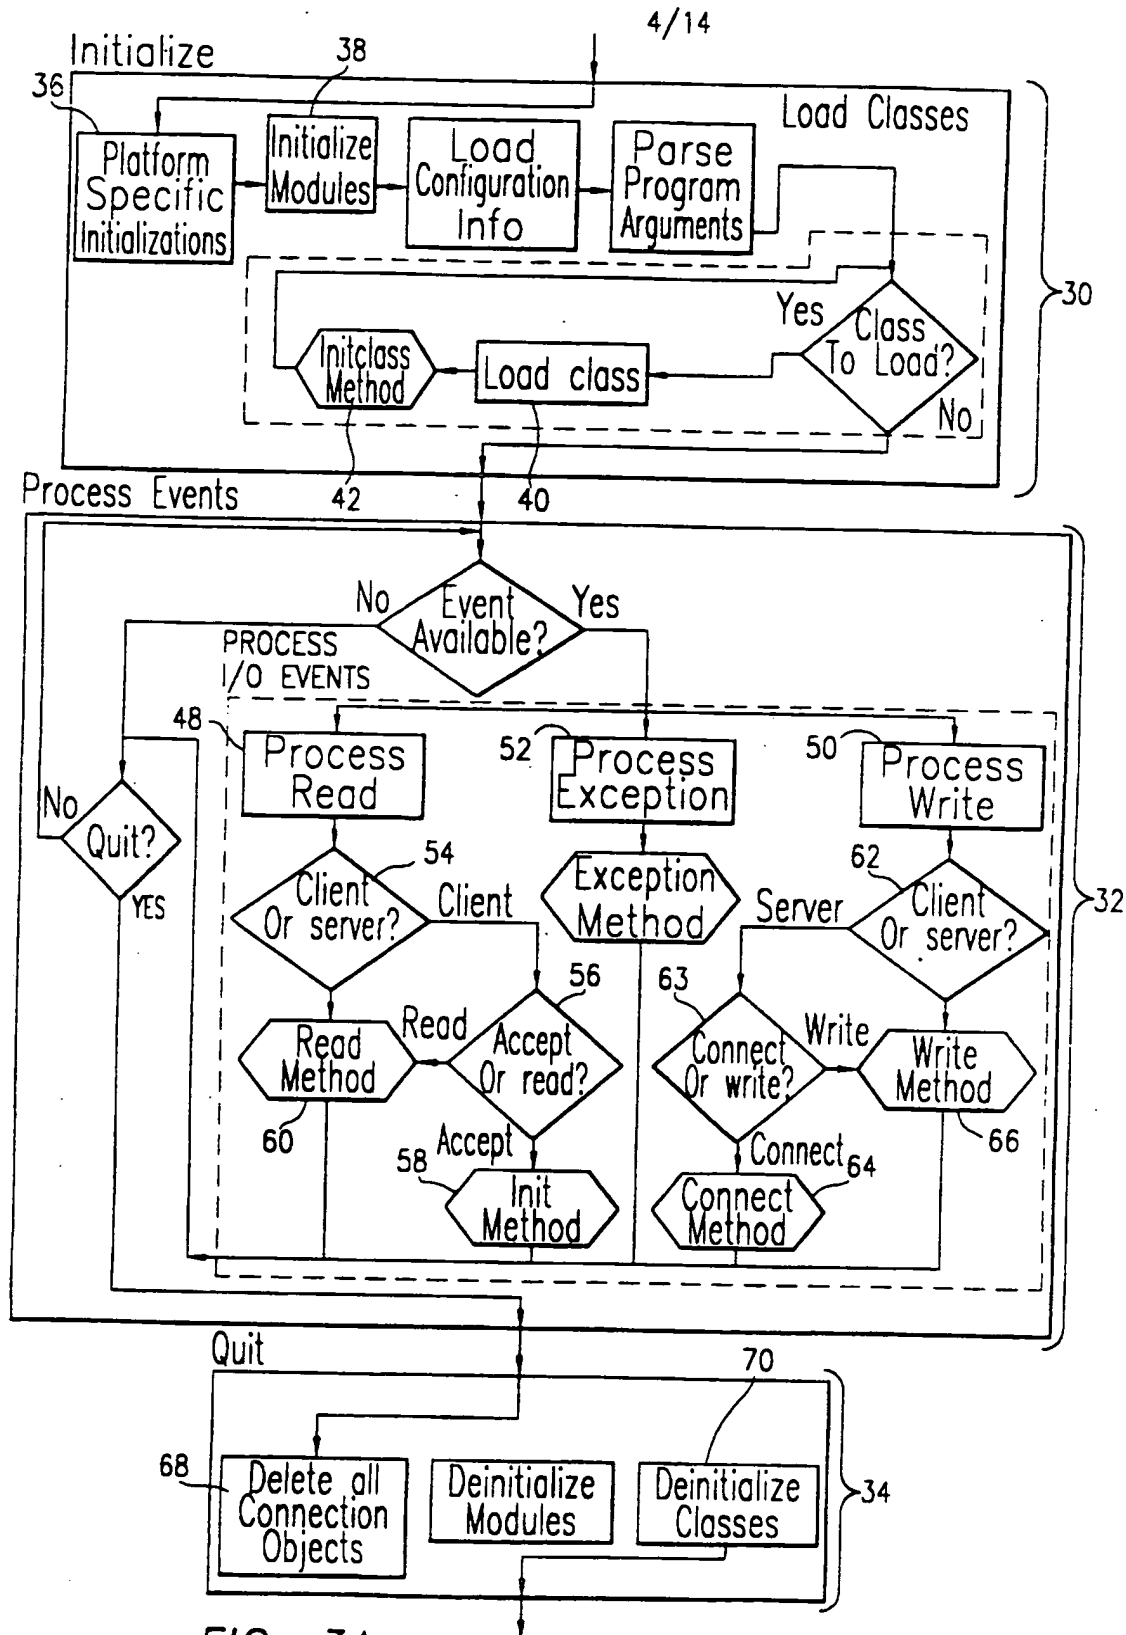 4/14
Initialize
38
36
Load Classes
Platform
Specific
Initializations
Initialize
Modules
Load
Configuration
Info
Parse
Program
Arguments
30
Yes
Class
To Load?
No
Initclass
Method
Load class
42
40
Process Events
No
Event
Available?
Yes
PROCESS
I/O EVENTS
48
Process
Read
52
Process
Exception
50
Process
Write
No
Quit?
YES
54
Client
Or server?
Client
Exception
Method
Server
62
Client
Or server?
32
56
63
Read
Method
Read
Accept
Or read?
Connect
Or write?
Write
Write
Method
60
66
Accept
58
Init
Method
Connect
64
Connect
Method
Quit
70
68
Delete all
Connection
Objects
Deinitialize
Modules
Deinitialize
Classes
34